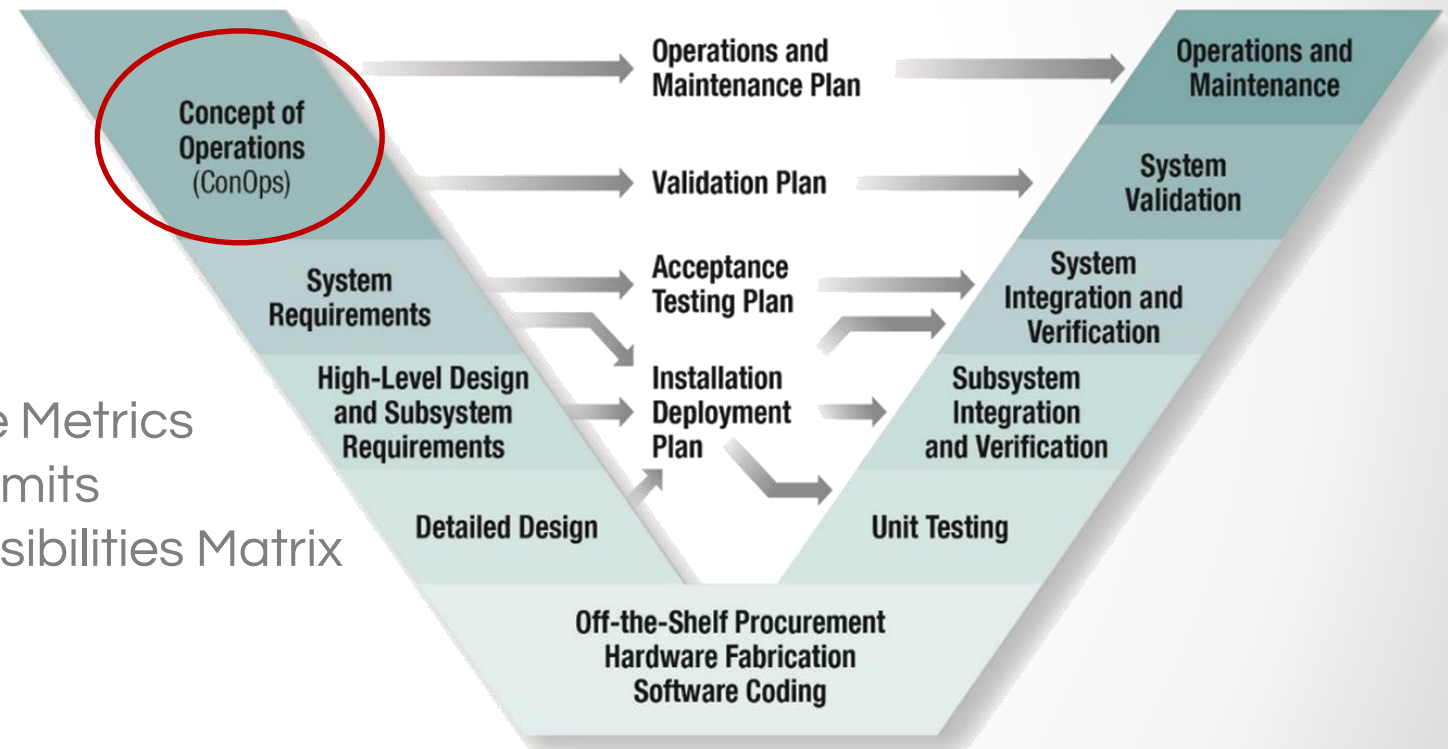 Concept of
Operations
(ConOps)
Operations and
Maintenance Plan
Operations and
Maintenance
Validation Plan
System
Validation
System
Requirements
Acceptance
Testing Plan
System
Integration and
Verification
High-Level Design
and Subsystem
Requirements
Installation
Deployment
Plan
Subsystem
Integration
and Verification
Metrics
Matrix
Detailed Design
Unit Testing
Off-the-Shelf Procurement
Hardware Fabrication
Software Coding